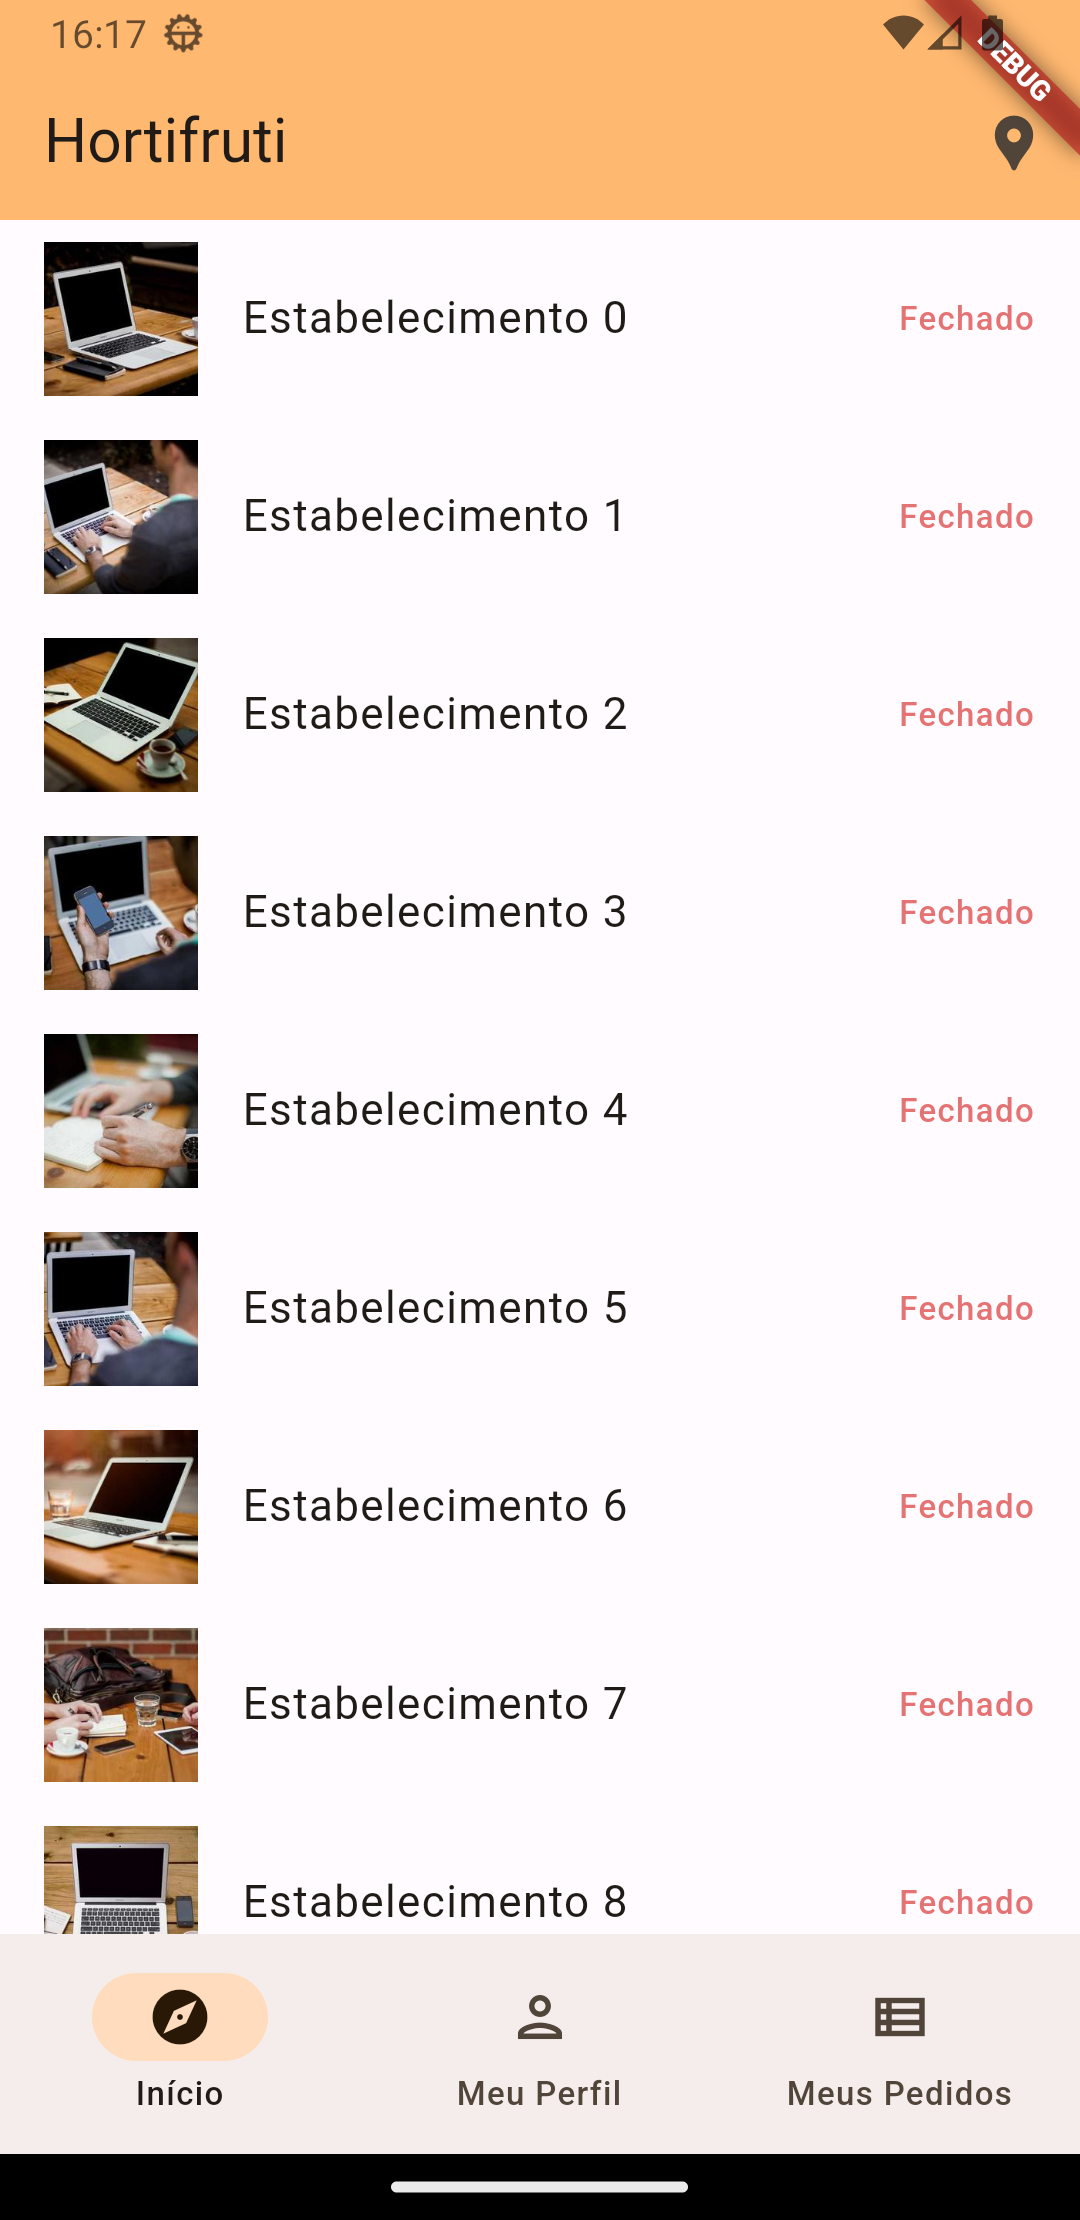 16:17
DEBUG
Hortifruti
Estabelecimento 0 Fechado
Estabelecimento 1 Fechado
Estabelecimento 2 Fechado
Estabelecimento 3 Fechado
Estabelecimento 4 Fechado
Estabelecimento 5 Fechado
Estabelecimento 6 Fechado
Estabelecimento 7 Fechado
Estabelecimento 8 Fechado
Início Meu Perfil Meus Pedidos